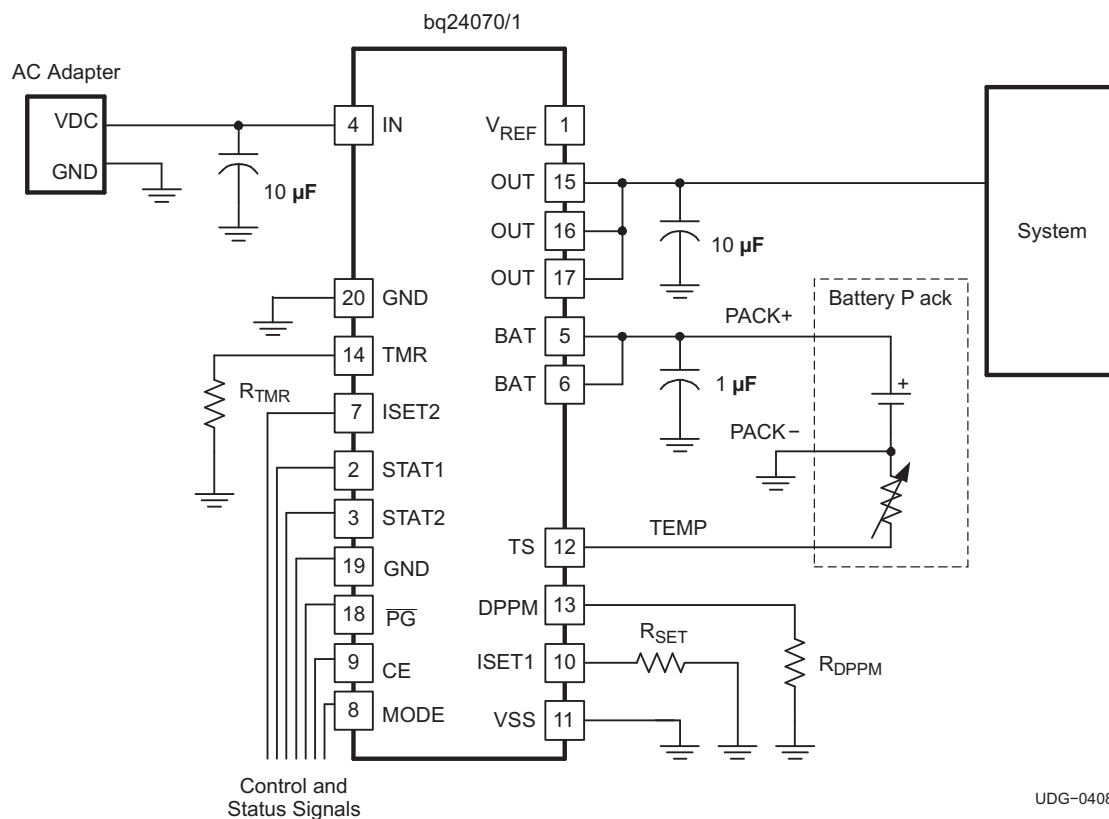 bq24070/1
AC Adapter
VDC
GND
10 µF
4 IN
20 GND
14 TMR
RTMR
7 ISET2
2 STAT1
3 STAT2
19 GND
18 PG
9 CE
8 MODE
Control and
Status Signals
VREF 1
OUT 15
OUT 16
OUT 17
10 µF
System
BAT 5
BAT 6
1 µF
PACK+
Battery P ack
+
PACK−
TS 12
TEMP
DPPM 13
RDPPM
ISET1 10
RSET
VSS 11
UDG−0408